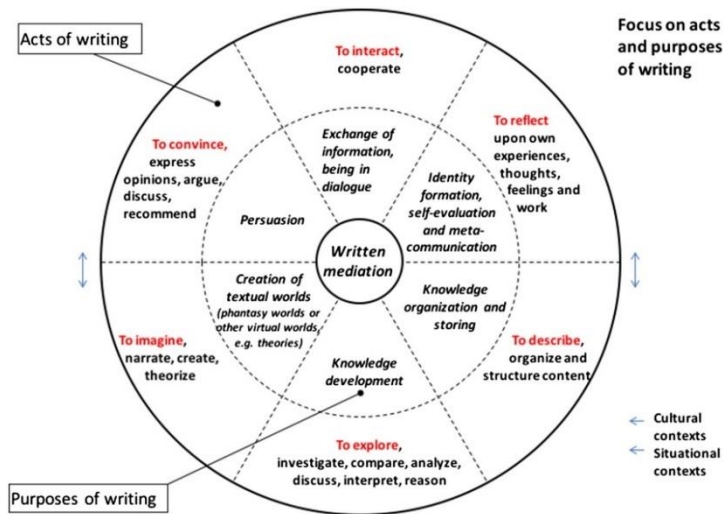 Acts of writing
Focus on acts
and purposes
of writing
To interact,
cooperate
To reflect
upon own
experiences,
thoughts,
feelings and
work
To convince,
express
opinions, argue,
discuss,
recommend
Exchange of
information,
being in
dialogue
Identity
formation,
self-evaluation
and meta-
communication
Persuasion
Written
mediation
Creation of
textual worlds
(phantasy worlds or
other virtual worlds,
e.g. theories)
Knowledge
organization and
storing
To imagine,
narrate, create,
theorize
Knowledge
development
To describe,
organize and
structure content
To explore,
investigate, compare, analyze,
discuss, interpret, reason
Cultural
contexts
Situational
contexts
Purposes of writing